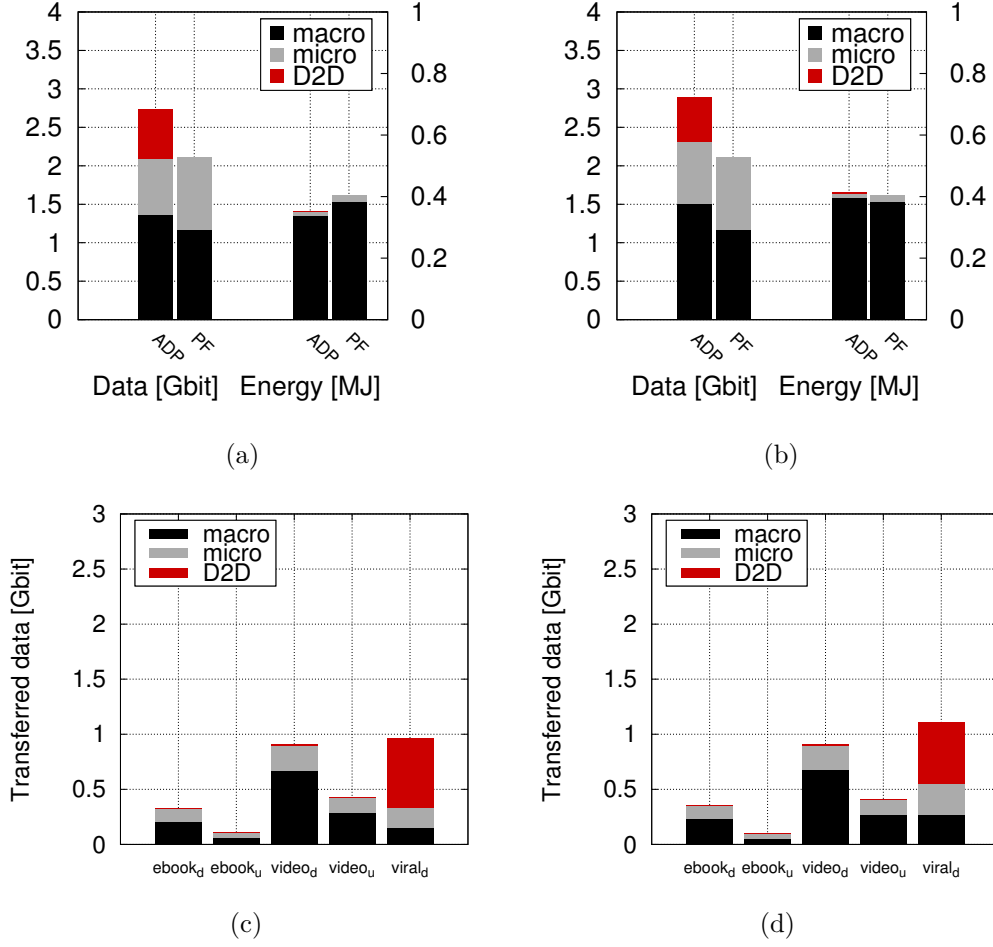 4
3.5
3
2.5
2
1.5
1
0.5
0
1
0.8
0.6
0.4
0.2
0
macro
micro
D2D
ADP
PF
ADP
PF
Data [Gbit]
Energy [MJ]
(a)
4
3.5
3
2.5
2
1.5
1
0.5
0
1
0.8
0.6
0.4
0.2
0
macro
micro
D2D
ADP
PF
ADP
PF
Data [Gbit]
Energy [MJ]
(b)
Transferred data [Gbit]
3
2.5
2
1.5
1
0.5
0
macro
micro
D2D
ebook_d ebook_u video_d video_u viral_d
(c)
Transferred data [Gbit]
3
2.5
2
1.5
1
0.5
0
macro
micro
D2D
ebook_d ebook_u video_d video_u viral_d
(d)